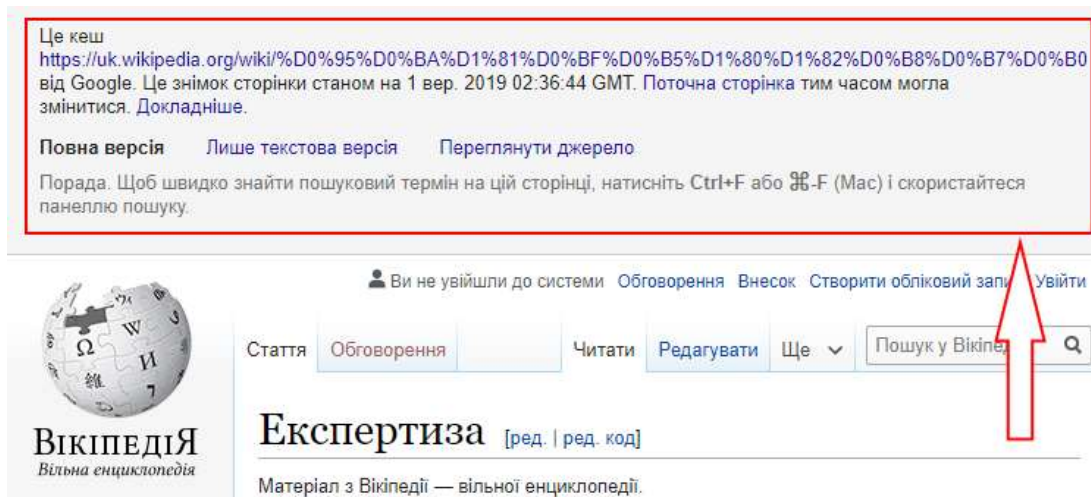 Це кеш
https://uk.wikipedia.org/wiki/%D0%95%D0%BA%D1%81%D0%BF%D0%B5%D1%80%D1%82%D0%B8%D0%B7%D0%B0
від Google. Це знімок сторінки станом на 1 вер. 2019 02:36:44 GMT. Поточна сторінка тим часом могла
змінитися. Докладніше.
Повна версія Лише текстова версія Переглянути джерело
Порада. Щоб швидко знайти пошуковий термін на цій сторінці, натисніть Ctrl+F або ⌘-F (Mac) і скористайтеся
панеллю пошуку.
Ви не увійшли до системи Обговорення Внесок Створити обліковий Увійти
Стаття Обговорення Читати Редагувати Ще Пошук у
ВІКІПЕДІЯ
Вільна енциклопедія
Експертиза [ред. | ред. код]
Матеріал з Вікіпедії — вільної енциклопедії.